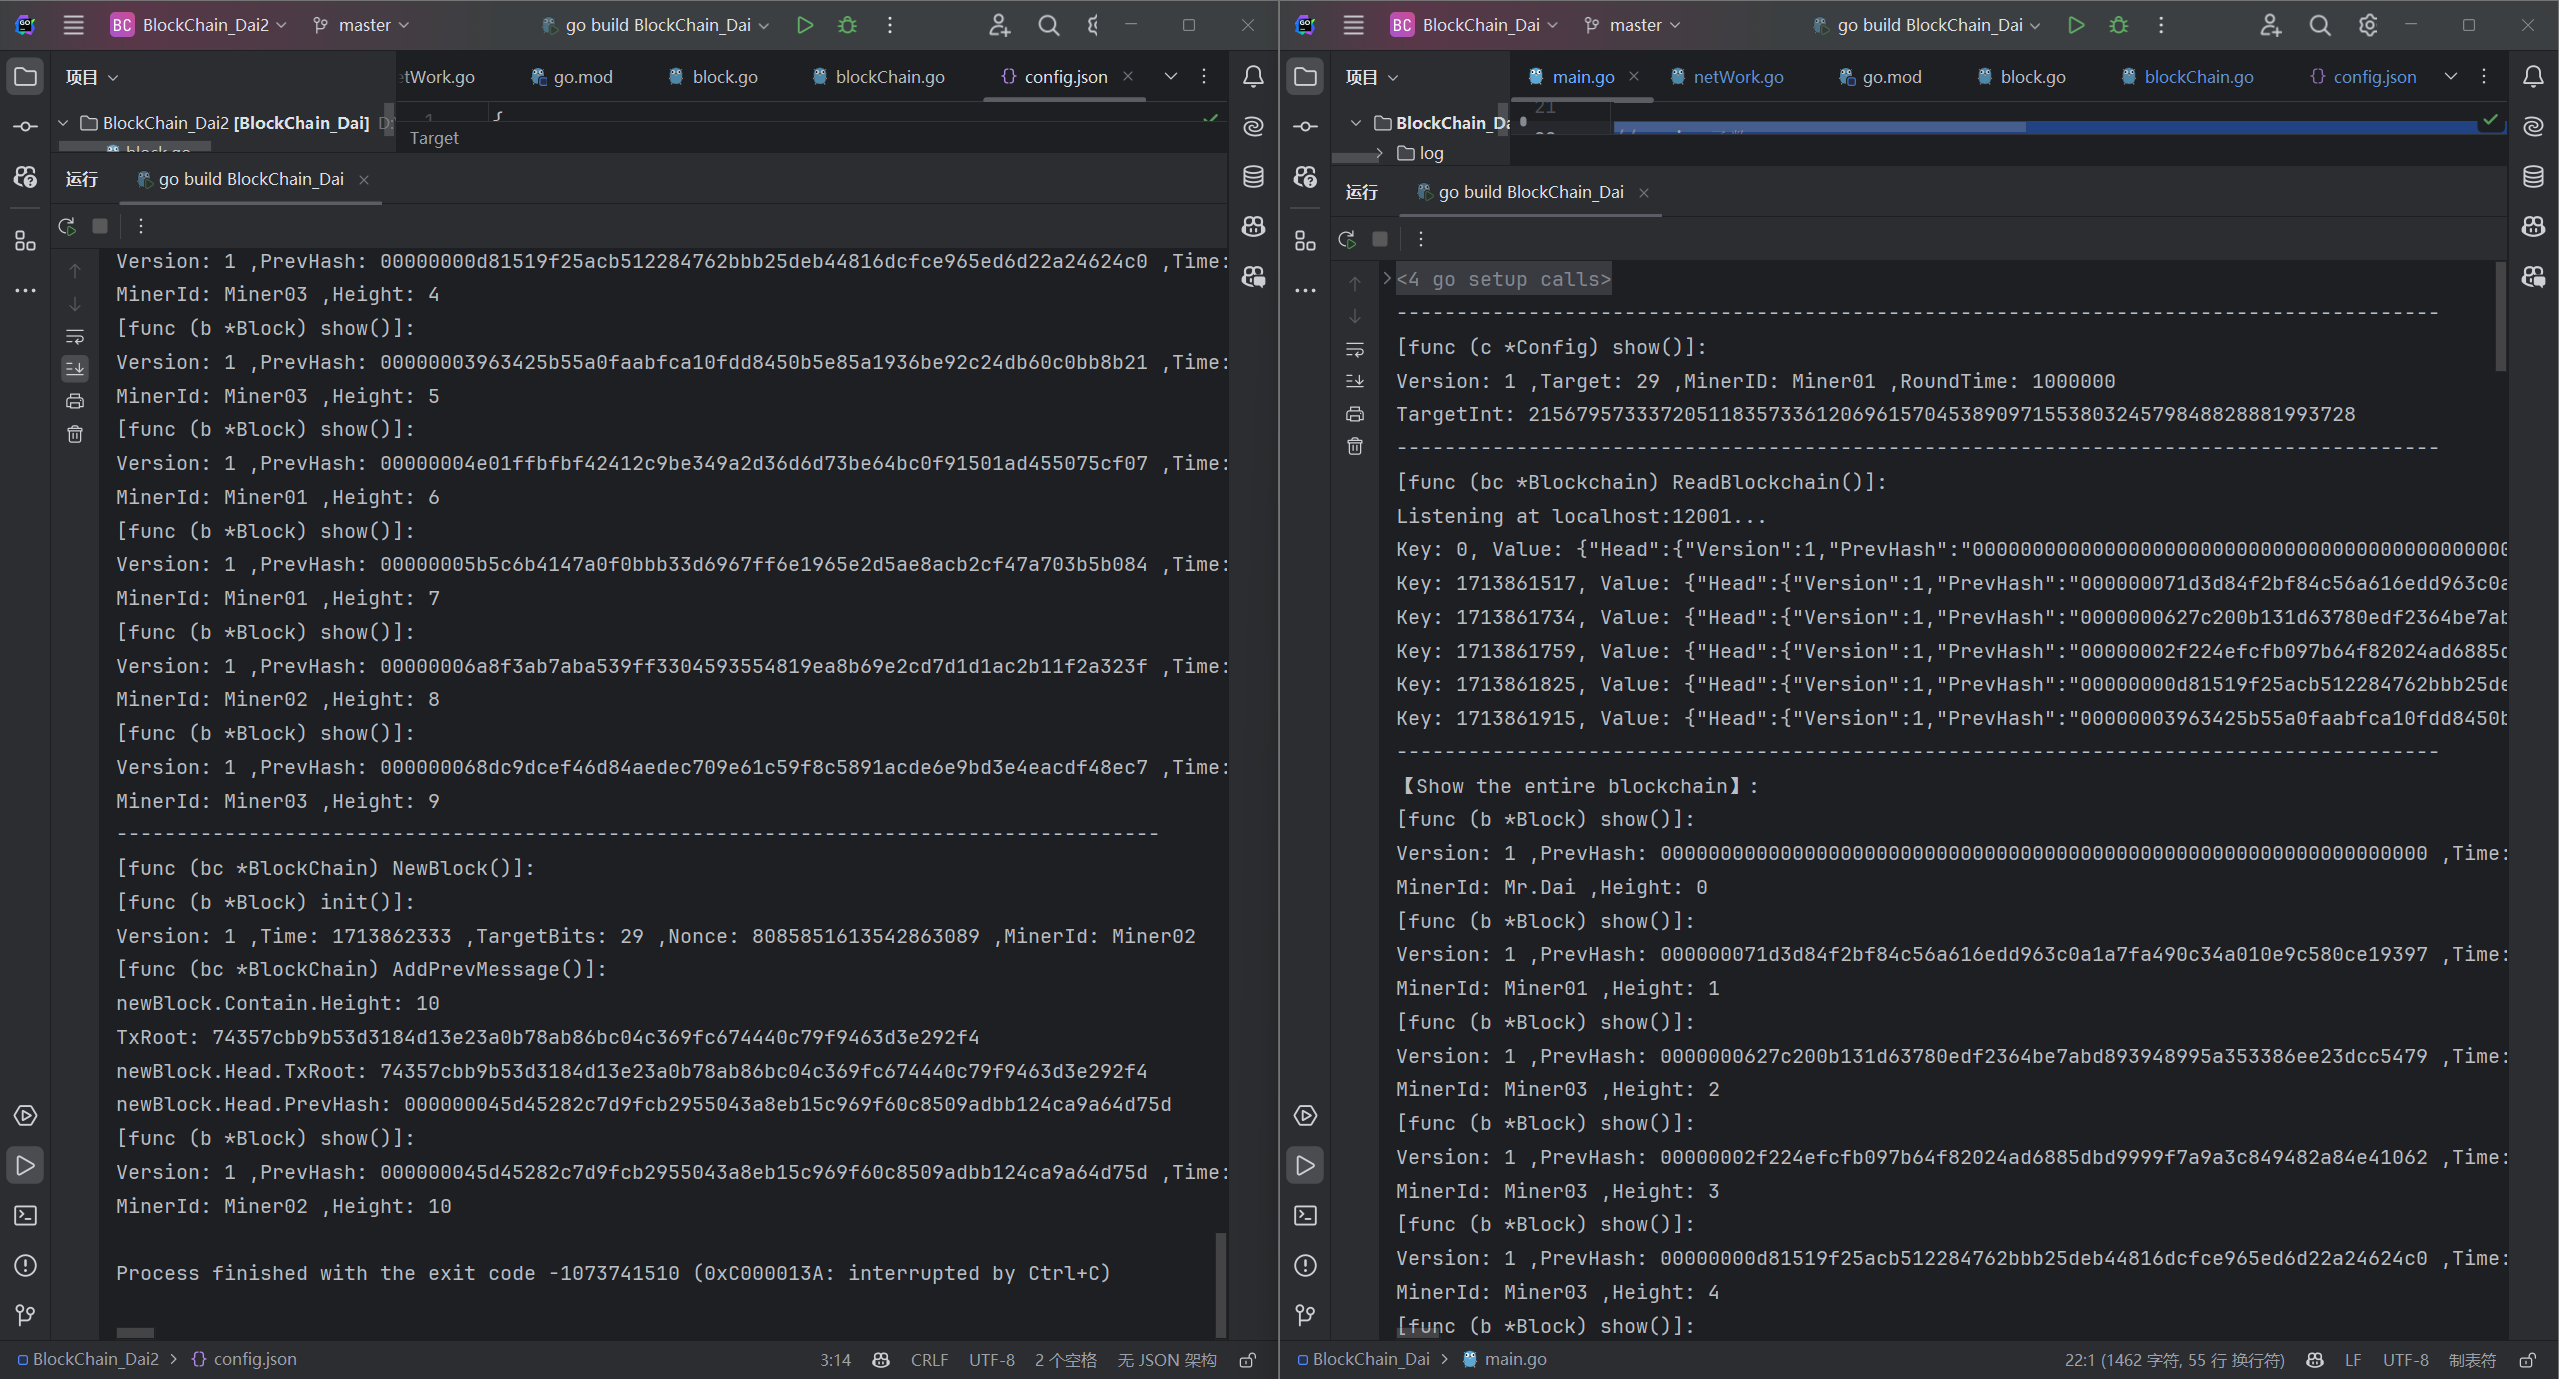 BC BlockChain_Dai2 master go build BlockChain_Dai
项目 etWork.go go.mod block.go blockChain.go config.json
BlockChain_Dai2 [BlockChain_Dai] D:\
1 {
block.go
Target
运行 go build BlockChain_Dai
Version: 1 ,PrevHash: 00000000d81519f25acb512284762bbb25deb44816dcfce965ed6d22a24624c0 ,Time:
MinerId: Miner03 ,Height: 4
[func (b *Block) show()]:
Version: 1 ,PrevHash: 00000003963425b55a0faabfca10fdd8450b5e85a1936be92c24db60c0bb8b21 ,Time:
MinerId: Miner03 ,Height: 5
[func (b *Block) show()]:
Version: 1 ,PrevHash: 00000004e01ffbfbf42412c9be349a2d36d6d73be64bc0f91501ad455075cf07 ,Time:
MinerId: Miner01 ,Height: 6
[func (b *Block) show()]:
Version: 1 ,PrevHash: 00000005b5c6b4147a0f0bbb33d6967ff6e1965e2d5ae8acb2cf47a703b5b084 ,Time:
MinerId: Miner01 ,Height: 7
[func (b *Block) show()]:
Version: 1 ,PrevHash: 00000006a8f3ab7aba539ff3304593554819ea8b69e2cd7d1d1ac2b11f2a323f ,Time:
MinerId: Miner02 ,Height: 8
[func (b *Block) show()]:
Version: 1 ,PrevHash: 000000068dc9dcef46d84aedec709e61c59f8c5891acde6e9bd3e4eacdf48ec7 ,Time:
MinerId: Miner03 ,Height: 9
---------------------------------------------------------------------------------------
[func (bc *BlockChain) NewBlock()]:
[func (b *Block) init()]:
Version: 1 ,Time: 1713862333 ,TargetBits: 29 ,Nonce: 8085851613542863089 ,MinerId: Miner02
[func (bc *BlockChain) AddPrevMessage()]:
newBlock.Contain.Height: 10
TxRoot: 74357cbb9b53d3184d13e23a0b78ab86bc04c369fc674440c79f9463d3e292f4
newBlock.Head.TxRoot: 74357cbb9b53d3184d13e23a0b78ab86bc04c369fc674440c79f9463d3e292f4
newBlock.Head.PrevHash: 000000045d45282c7d9fcb2955043a8eb15c969f60c8509adbb124ca9a64d75d
[func (b *Block) show()]:
Version: 1 ,PrevHash: 000000045d45282c7d9fcb2955043a8eb15c969f60c8509adbb124ca9a64d75d ,Time:
MinerId: Miner02 ,Height: 10
Process finished with the exit code -1073741510 (0xC000013A: interrupted by Ctrl+C)
BlockChain_Dai2 > config.json 3:14 CRLF UTF-8 2 个空格 无 JSON 架构
BC BlockChain_Dai master go build BlockChain_Dai
项目 main.go netWork.go go.mod block.go blockChain.go config.json
BlockChain_Da
21
log
运行 go build BlockChain_Dai
<4 go setup calls>
---------------------------------------------------------------------------------------
[func (c *Config) show()]:
Version: 1 ,Target: 29 ,MinerID: Miner01 ,RoundTime: 1000000
TargetInt: 215679573337205118357336120696157045389097155380324579848828881993728
---------------------------------------------------------------------------------------
[func (bc *Blockchain) ReadBlockchain()]:
Listening at localhost:12001...
Key: 0, Value: {"Head":{"Version":1,"PrevHash":"000000000000000000000000000000000000000000000
Key: 1713861517, Value: {"Head":{"Version":1,"PrevHash":"000000071d3d84f2bf84c56a616edd963c0a
Key: 1713861734, Value: {"Head":{"Version":1,"PrevHash":"0000000627c200b131d63780edf2364be7ab
Key: 1713861759, Value: {"Head":{"Version":1,"PrevHash":"00000002f224efcfb097b64f82024ad6885d
Key: 1713861825, Value: {"Head":{"Version":1,"PrevHash":"00000000d81519f25acb512284762bbb25de
Key: 1713861915, Value: {"Head":{"Version":1,"PrevHash":"00000003963425b55a0faabfca10fdd8450b
---------------------------------------------------------------------------------------
【Show the entire blockchain】:
[func (b *Block) show()]:
Version: 1 ,PrevHash: 0000000000000000000000000000000000000000000000000000000000000000 ,Time:
MinerId: Mr.Dai ,Height: 0
[func (b *Block) show()]:
Version: 1 ,PrevHash: 000000071d3d84f2bf84c56a616edd963c0a1a7fa490c34a010e9c580ce19397 ,Time:
MinerId: Miner01 ,Height: 1
[func (b *Block) show()]:
Version: 1 ,PrevHash: 0000000627c200b131d63780edf2364be7abd893948995a353386ee23dcc5479 ,Time:
MinerId: Miner03 ,Height: 2
[func (b *Block) show()]:
Version: 1 ,PrevHash: 00000002f224efcfb097b64f82024ad6885dbd9999f7a9a3c849482a84e41062 ,Time:
MinerId: Miner03 ,Height: 3
[func (b *Block) show()]:
Version: 1 ,PrevHash: 00000000d81519f25acb512284762bbb25deb44816dcfce965ed6d22a24624c0 ,Time:
MinerId: Miner03 ,Height: 4
[func (b *Block) show()]:
BlockChain_Dai > main.go 22:1 (1462 字符, 55 行 换行符) LF UTF-8 制表符